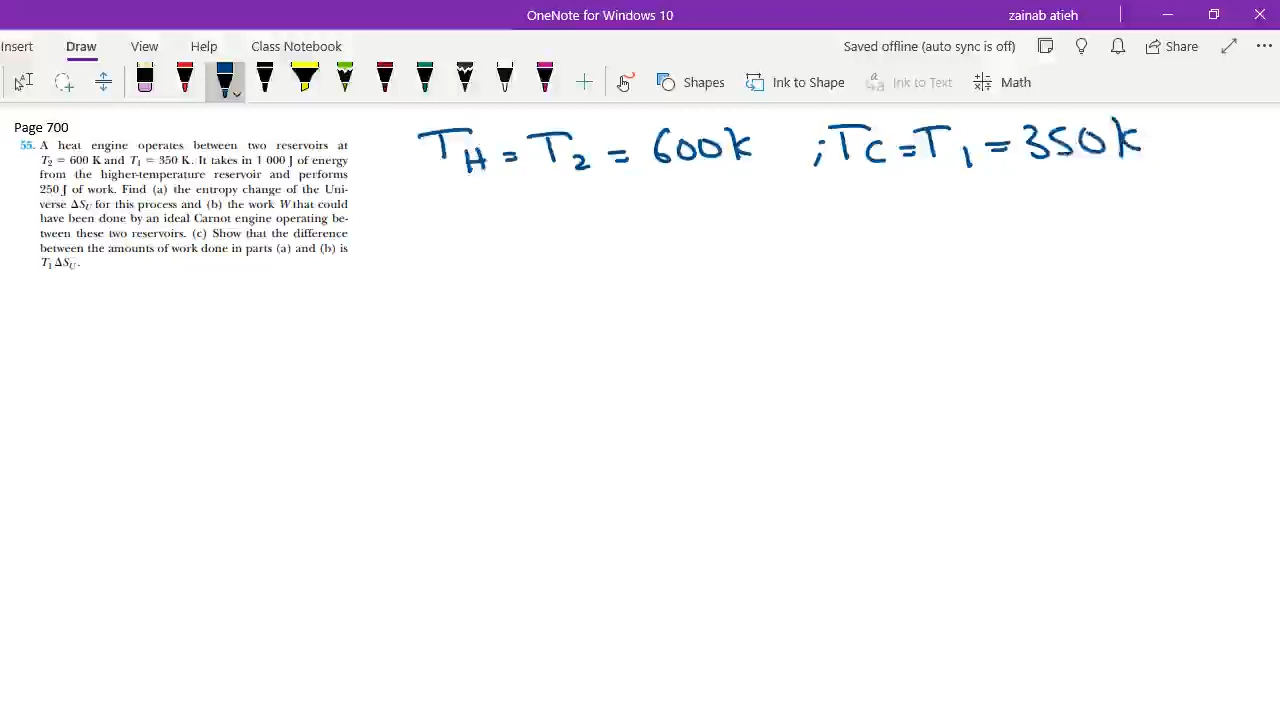 OneNote for Windows 10
zainab atieh
Insert Draw View Help Class Notebook
Saved offline (auto sync is off)
Share
Shapes
Ink to Shape
Ink to Text
Math
Page 700
55. A heat engine operates between two reservoirs at
T₂ = 600 K and T₁ = 350 K. It takes in 1 000 J of energy
from the higher-temperature reservoir and performs
250 J of work. Find (a) the entropy change of the Uni-
verse ΔS_U for this process and (b) the work W that could
have been done by an ideal Carnot engine operating be-
tween these two reservoirs. (c) Show that the difference
between the amounts of work done in parts (a) and (b) is
T₁ ΔS_U.
T_H = T₂ = 600K ; T_C = T₁ = 350K